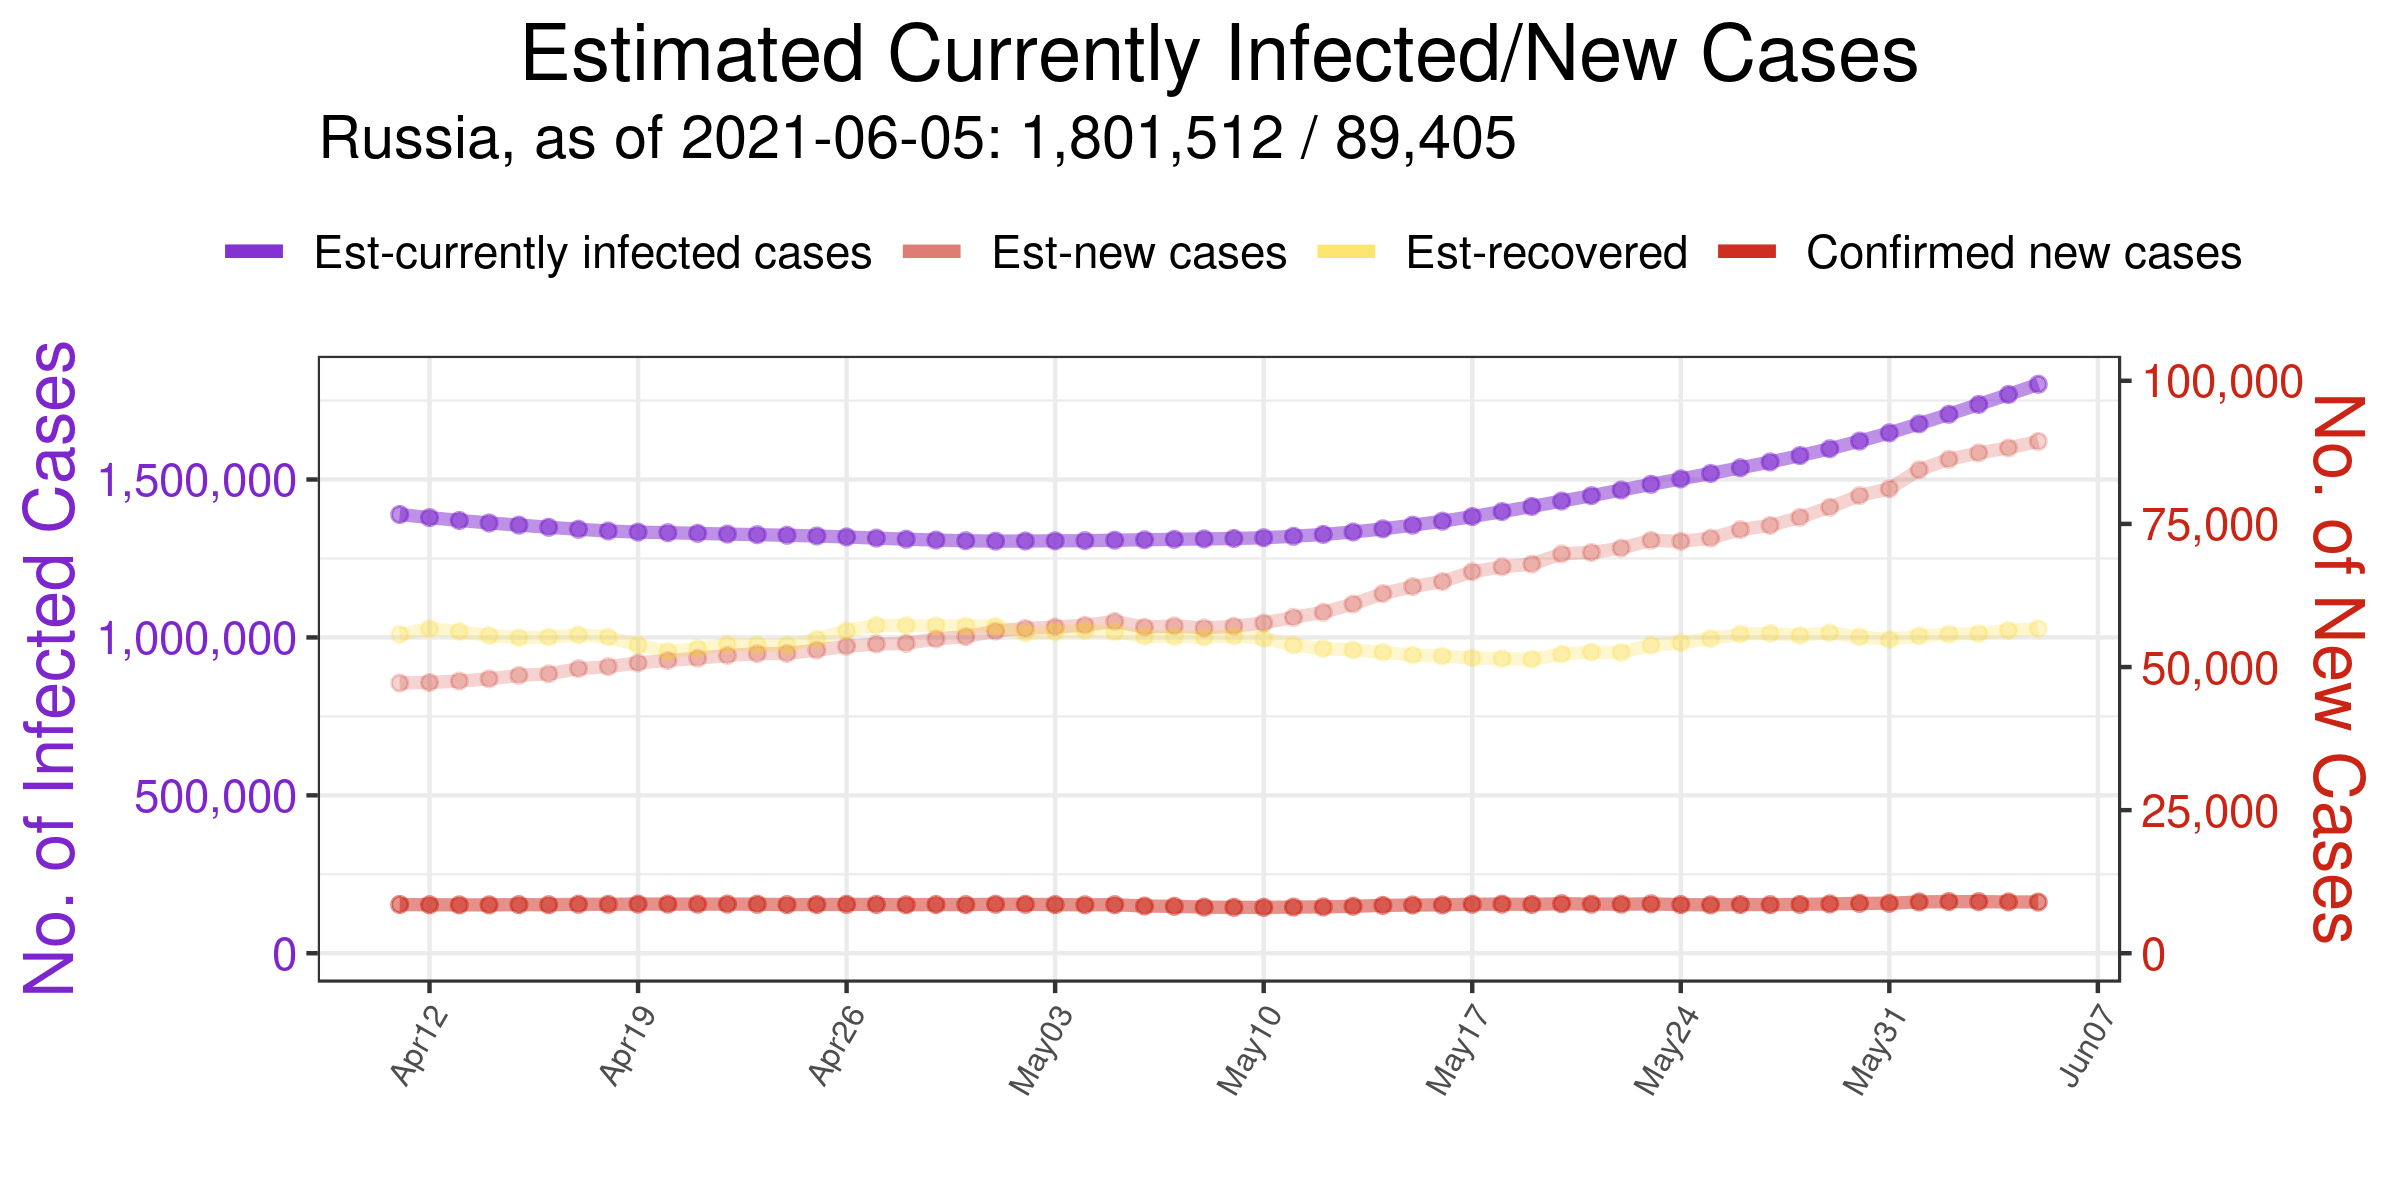 Estimated Currently Infected/New Cases
Russia, as of 2021-06-05: 1,801,512 / 89,405
Est-currently infected cases Est-new cases Est-recovered Confirmed new cases
No. of Infected Cases
1,500,000
1,000,000
500,000
0
100,000
75,000
50,000
25,000
0
No. of New Cases
Apr12 Apr19 Apr26 May03 May10 May17 May24 May31 Jun07